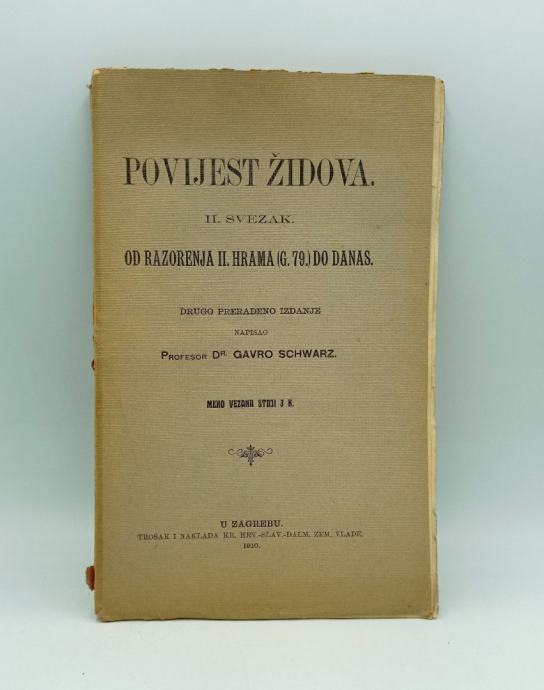 POVIJEST ŽIDOVA.
II. SVEZAK.
OD RAZORENJA II. HRAMA (G. 79.) DO DANAS.
DRUGO PRERAĐENO IZDANJE
NAPISAO
PROFESOR DR. GAVRO SCHWARZ.
MEKO VEZANA STOJI 3 K.
U ZAGREBU.
TROŠAK I NAKLADA KR. HRV.-SLAV.-DALM. ZEM. VLADE.
1910.